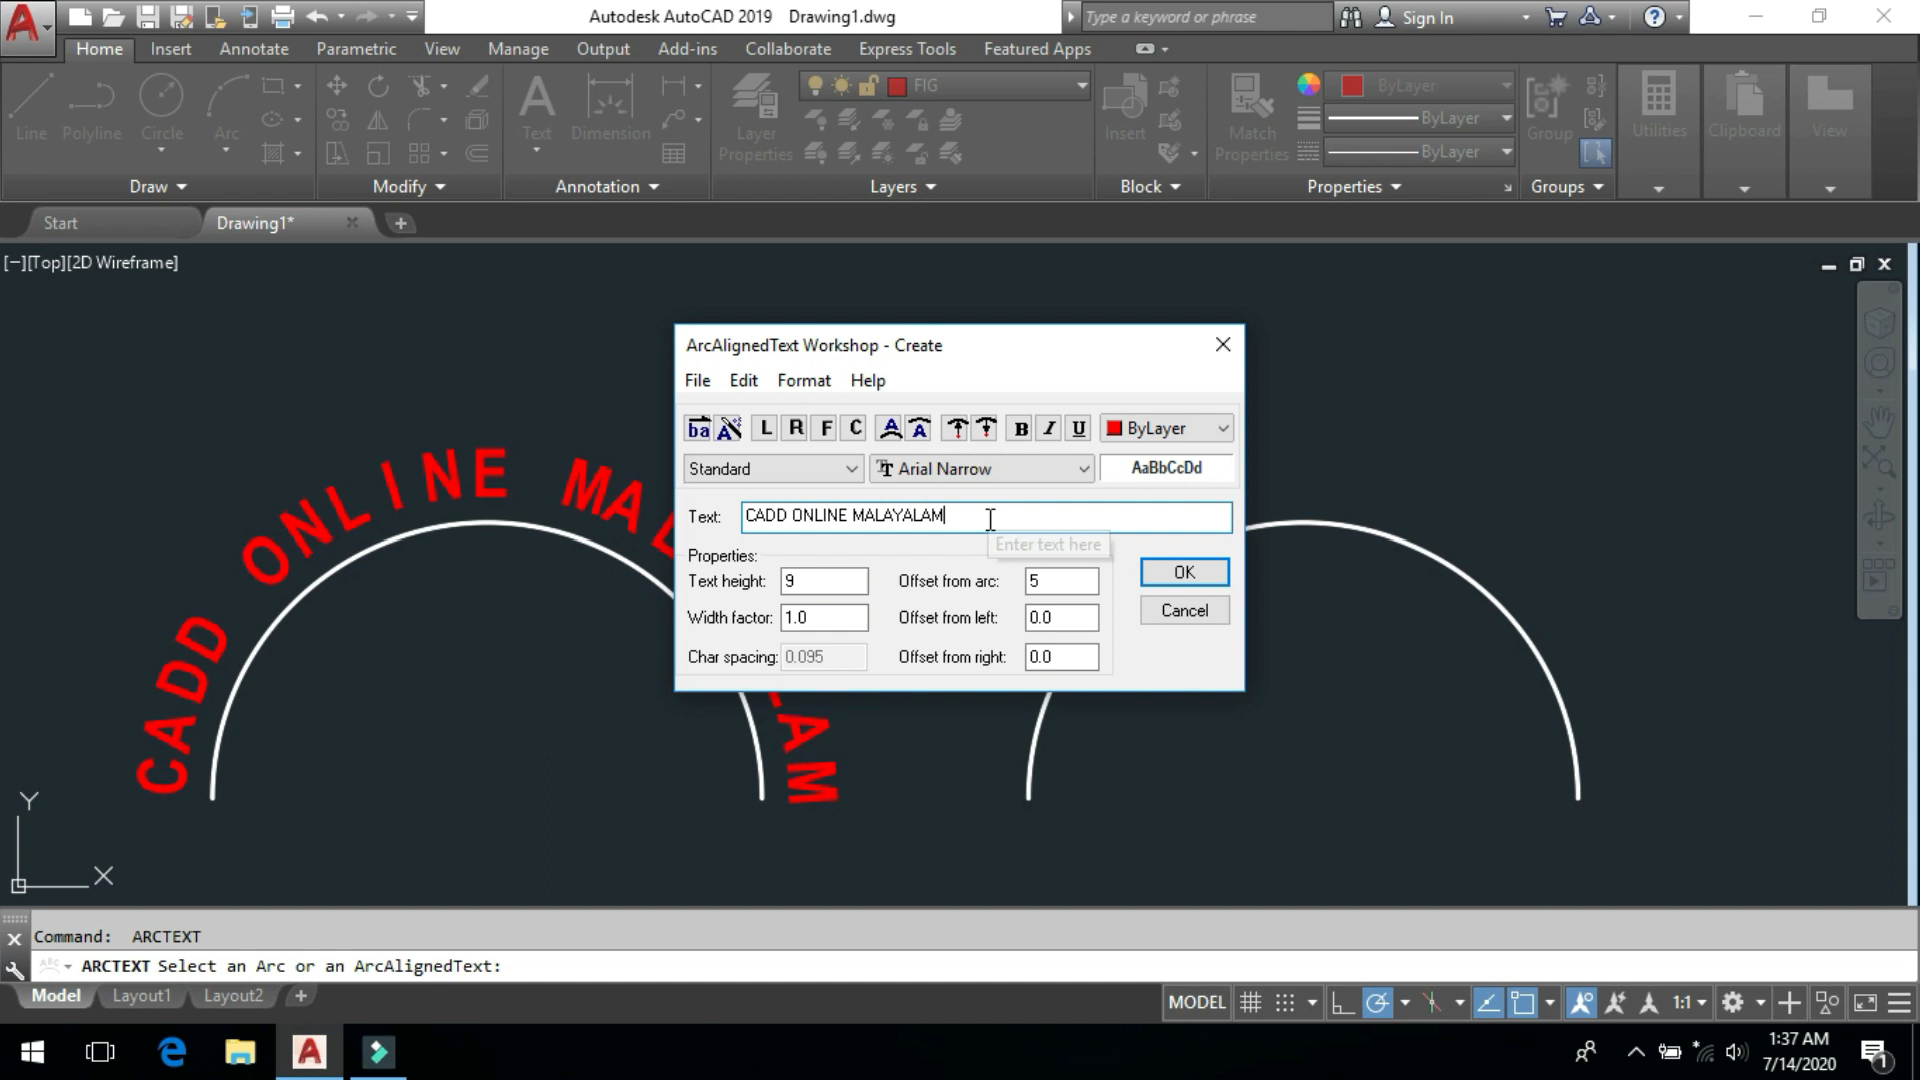 Autodesk AutoCAD 2019 Drawing1.dwg
Type a keyword or phrase
Sign In
Home Insert Annotate Parametric View Manage Output Add-ins Collaborate Express Tools Featured Apps
Line Polyline Circle Arc
Text Dimension
Layer Properties
FIG
Insert
Match Properties
ByLayer
ByLayer
ByLayer
Group
Utilities
Clipboard
View
Draw Modify Annotation Layers Block Properties Groups
Start Drawing1*
[−][Top][2D Wireframe]
ArcAlignedText Workshop - Create
File Edit Format Help
ba A L R F C A A B I U ByLayer
Standard Arial Narrow AaBbCcDd
Text: CADD ONLINE MALAYALAM
Enter text here
Properties:
Text height: 9 Offset from arc: 5
Width factor: 1.0 Offset from left: 0.0
Char spacing: 0.095 Offset from right: 0.0
OK
Cancel
CADD ONLINE MAL
AM
Y
X
Command: ARCTEXT
ARCTEXT Select an Arc or an ArcAlignedText:
Model Layout1 Layout2
MODEL 1:1
1:37 AM
7/14/2020
1